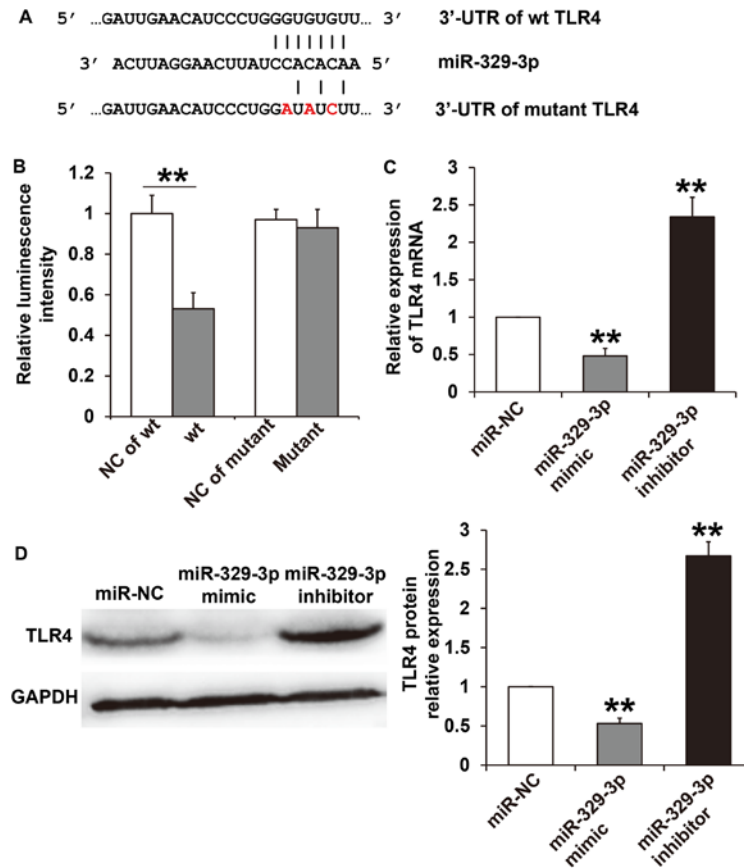 A
5′ …GAUUGAACAUCCCUGGGUGUGUU… 3′ 3′-UTR of wt TLR4
3′ ACUUAGGAACUUAUCCACACAA 5′ miR-329-3p
5′ …GAUUGAACAUCCCUGGAUAUCUU… 3′ 3′-UTR of mutant TLR4
B
Relative luminescence
intensity
1.2
1
0.8
0.6
0.4
0.2
0
**
NC of wt
wt
NC of mutant
Mutant
C
Relative expression
of TLR4 mRNA
3
2.5
2
1.5
1
0.5
0
**
**
miR-NC
miR-329-3p
mimic
miR-329-3p
inhibitor
D
miR-NC
miR-329-3p
mimic
miR-329-3p
inhibitor
TLR4
GAPDH
TLR4 protein
relative expression
3
2.5
2
1.5
1
0.5
0
**
**
miR-NC
miR-329-3p
mimic
miR-329-3p
inhibitor